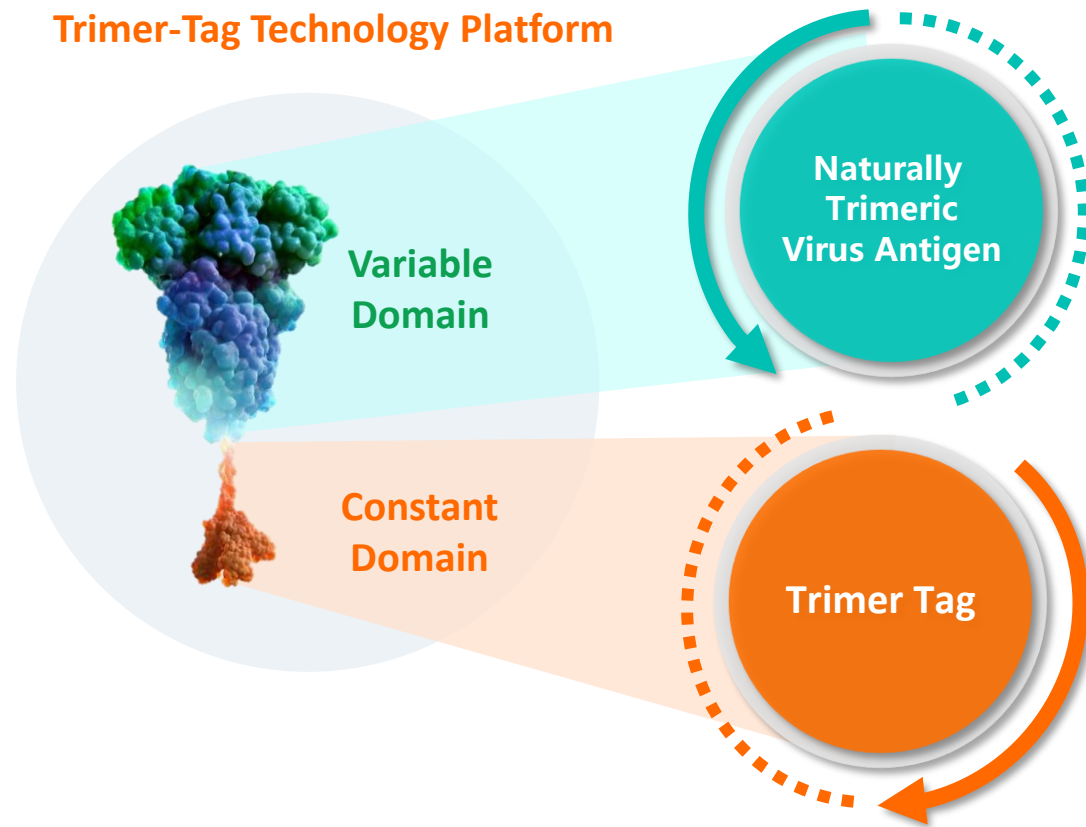 Trimer-Tag Technology Platform
Variable
Domain
Naturally
Trimeric
Virus Antigen
Constant
Domain
Trimer Tag